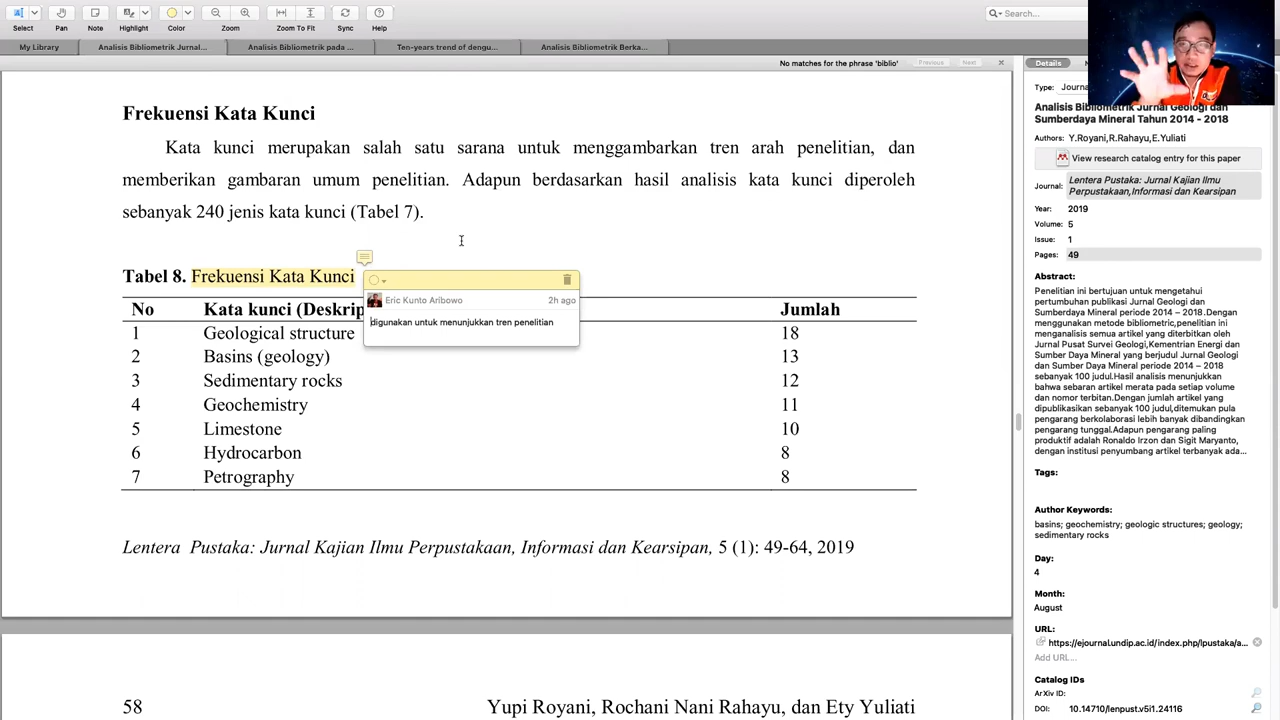 Select
Pan
Note
Highlight
Color
Zoom
Zoom To Fit
Sync
Help
Search...
My Library
Analisis Bibliometrik Jurnal...
Analisis Bibliometrik pada ...
Ten-years trend of dengu...
Analisis Bibliometrik Berka...
No matches for the phrase 'biblio'
Previous
Next
Frekuensi Kata Kunci
Kata kunci merupakan salah satu sarana untuk menggambarkan tren arah penelitian, dan
memberikan gambaran umum penelitian. Adapun berdasarkan hasil analisis kata kunci diperoleh
sebanyak 240 jenis kata kunci (Tabel 7).
Tabel 8. Frekuensi Kata Kunci
No Kata kunci (Deskrip Jumlah
1 Geological structure 18
2 Basins (geology) 13
3 Sedimentary rocks 12
4 Geochemistry 11
5 Limestone 10
6 Hydrocarbon 8
7 Petrography 8
Eric Kunto Aribowo 2h ago
digunakan untuk menunjukkan tren penelitian
Lentera Pustaka: Jurnal Kajian Ilmu Perpustakaan, Informasi dan Kearsipan, 5 (1): 49-64, 2019
58 Yupi Royani, Rochani Nani Rahayu, dan Ety Yuliati
Details
Type: Journa
Analisis Bibliometrik Jurnal Geologi dan
Sumberdaya Mineral Tahun 2014 - 2018
Authors: Y.Royani,R.Rahayu,E.Yuliati
View research catalog entry for this paper
Journal: Lentera Pustaka: Jurnal Kajian Ilmu
Perpustakaan,Informasi dan Kearsipan
Year: 2019
Volume: 5
Issue: 1
Pages: 49
Abstract:
Penelitian ini bertujuan untuk mengetahui
pertumbuhan publikasi Jurnal Geologi dan
Sumberdaya Mineral periode 2014 – 2018.Dengan
menggunakan metode bibliometric,penelitian ini
menganalisis semua artikel yang diterbitkan oleh
Jurnal Pusat Survei Geologi,Kementrian Energi dan
Sumber Daya Mineral yang berjudul Jurnal Geologi
dan Sumber Daya Mineral periode 2014 – 2018
sebanyak 100 judul.Hasil analisis menunjukkan
bahwa sebaran artikel merata pada setiap volume
dan nomor terbitan.Dengan jumlah artikel yang
dipublikasikan sebanyak 100 judul,ditemukan pula
pengarang berkolaborasi lebih banyak dibandingkan
pengarang tunggal.Adapun pengarang paling
produktif adalah Ronaldo Irzon dan Sigit Maryanto,
dengan institusi penyumbang artikel terbanyak ada...
Tags:
Author Keywords:
basins; geochemistry; geologic structures; geology;
sedimentary rocks
Day:
4
Month:
August
URL:
https://ejournal.undip.ac.id/index.php/lpustaka/a...
Add URL...
Catalog IDs
ArXiv ID:
DOI: 10.14710/lenpust.v5i1.24116